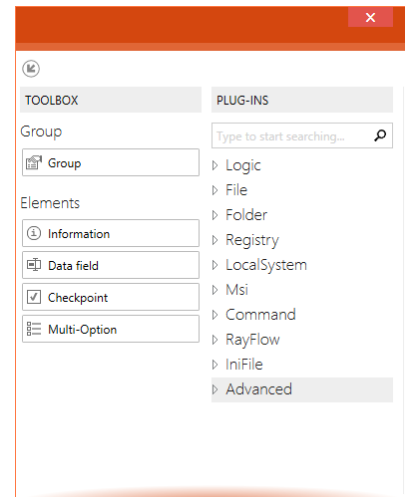 TOOLBOX
Group
Group
Elements
Information
Data field
Checkpoint
Multi-Option
PLUG-INS
Type to start searching...
Logic
File
Folder
Registry
LocalSystem
Msi
Command
RayFlow
IniFile
Advanced